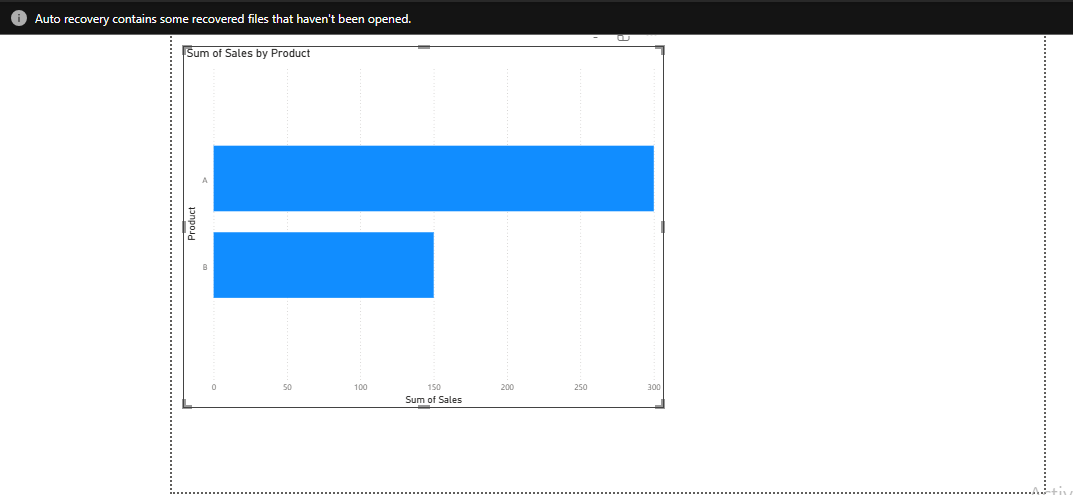 Auto recovery contains some recovered files that haven't been opened.
Sum of Sales by Product
A
Product
B
0 50 100 150 200 250 300
Sum of Sales